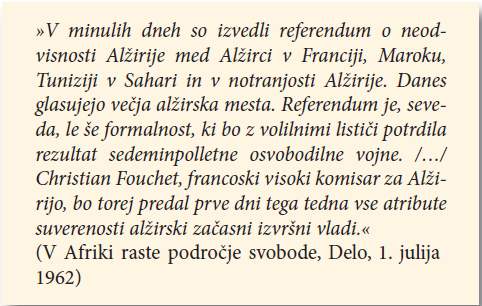 »V minulih dneh so izvedli referendum o neod-
visnosti Alžirije med Alžirci v Franciji, Maroku,
Tuniziji v Sahari in v notranjosti Alžirije. Danes
glasujejo večja alžirska mesta. Referendum je, seve-
da, le še formalnost, ki bo z volilnimi lističi potrdila
rezultat sedeminpolletne osvobodilne vojne. /…/
Christian Fouchet, francoski visoki komisar za Alži-
rijo, bo torej predal prve dni tega tedna vse atribute
suverenosti alžirski začasni izvršni vladi.«
(V Afriki raste področje svobode, Delo, 1. julija
1962)